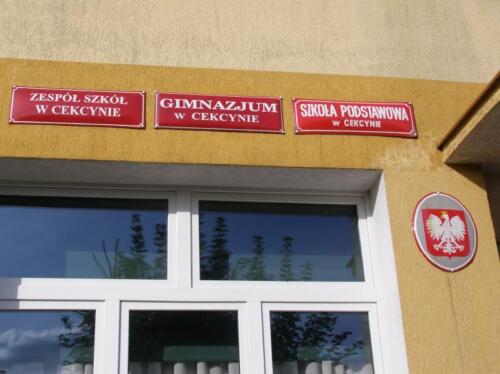 ZESPÓŁ SZKÓŁ
W CEKCYNIE
GIMNAZJUM
W CEKCYNIE
SZKOŁA PODSTAWOWA
W CEKCYNIE